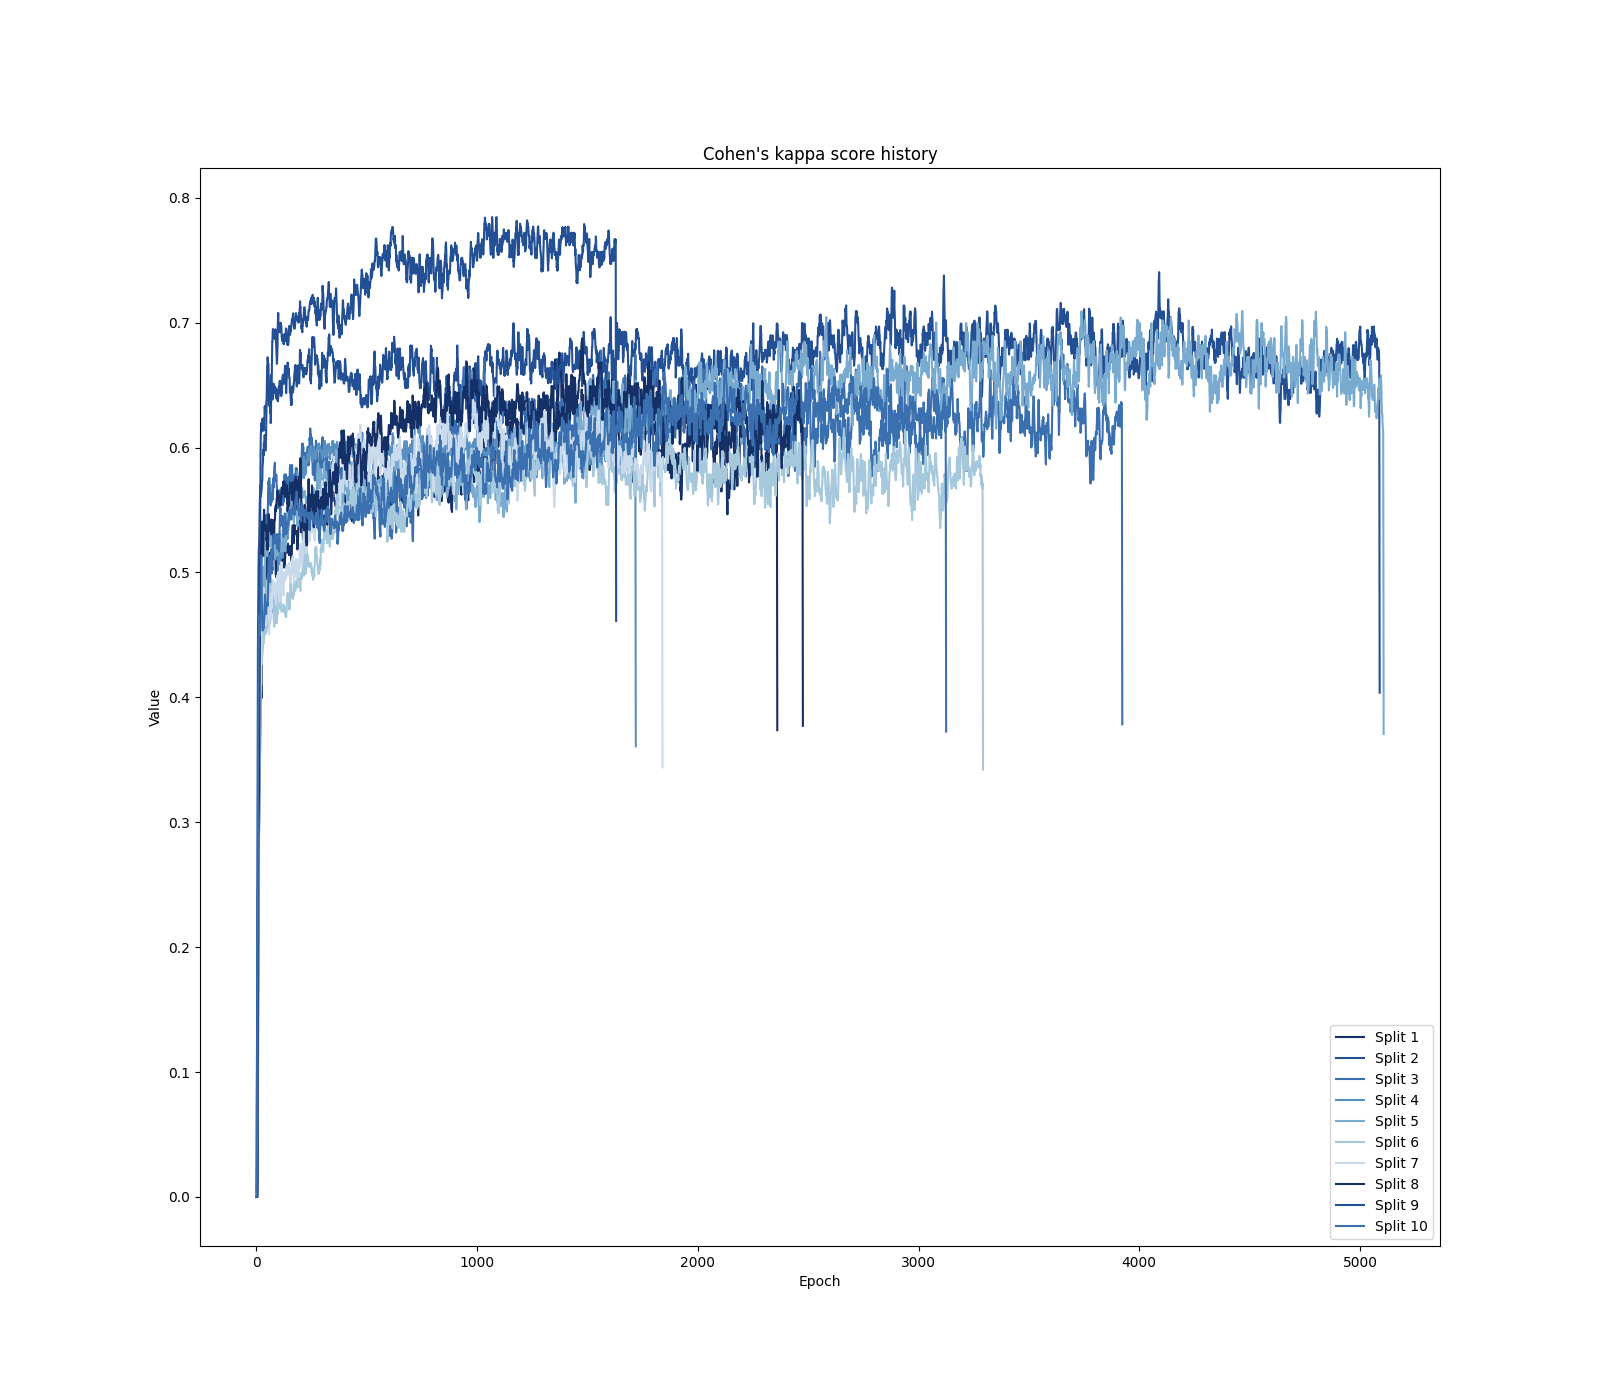 Cohen's kappa score history
0.8
0.7
0.6
0.5
0.4
0.3
0.2
0.1
0.0
Value
0
1000
2000
3000
4000
5000
Epoch
Split 1
Split 2
Split 3
Split 4
Split 5
Split 6
Split 7
Split 8
Split 9
Split 10